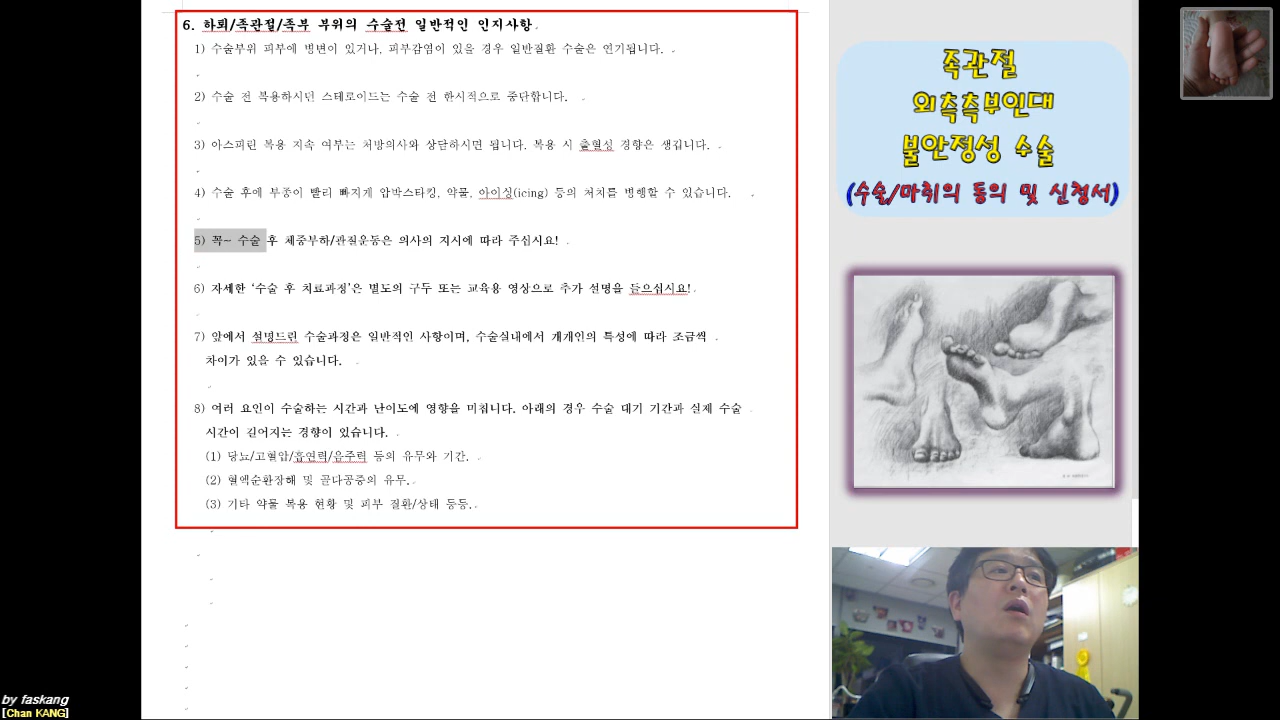 6. 하퇴/족관절/족부 부위의 수술전 일반적인 인지사항
1) 수술부위 피부에 병변이 있거나, 피부감염이 있을 경우 일반질환 수술은 연기됩니다.
2) 수술 전 복용하시던 스테로이드는 수술 전 한시적으로 중단합니다.
3) 아스피린 복용 지속 여부는 처방의사와 상담하시면 됩니다. 복용 시 출혈성 경향은 생깁니다.
4) 수술 후에 부종이 빨리 빠지게 압박스타킹, 약물, 아이싱(icing) 등의 처치를 병행할 수 있습니다.
5) 꼭~ 수술 후 체중부하/관절운동은 의사의 지시에 따라 주십시요!
6) 자세한 '수술 후 치료과정'은 별도의 구두 또는 교육용 영상으로 추가 설명을 들으십시요!
7) 앞에서 설명드린 수술과정은 일반적인 사항이며, 수술실내에서 개개인의 특성에 따라 조금씩
차이가 있을 수 있습니다.
8) 여러 요인이 수술하는 시간과 난이도에 영향을 미칩니다. 아래의 경우 수술 대기 기간과 실제 수술
시간이 길어지는 경향이 있습니다.
(1) 당뇨/고혈압/흡연력/음주력 등의 유무와 기간.
(2) 혈액순환장해 및 골다공증의 유무.
(3) 기타 약물 복용 현황 및 피부 질환/상태 등등.
족관절
외측측부인대
불안정성 수술
(수술/마취의 동의 및 신청서)
by faskang
[Chan KANG]